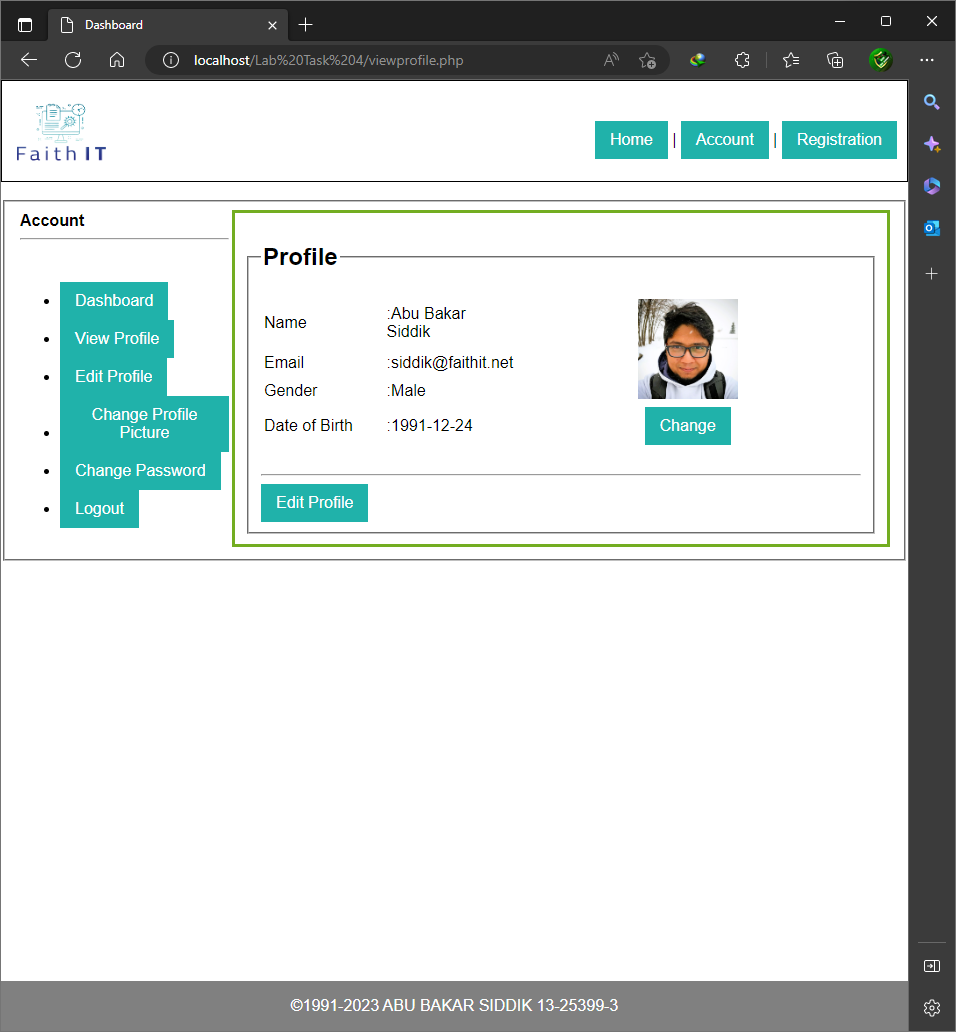 Dashboard
localhost/Lab%20Task%204/viewprofile.php
Faith IT
Home | Account | Registration
Account
Dashboard
View Profile
Edit Profile
Change Profile
Picture
Change Password
Logout
Profile
Name :Abu Bakar
Siddik
Email :siddik@faithit.net
Gender :Male
Date of Birth :1991-12-24
Change
Edit Profile
©1991-2023 ABU BAKAR SIDDIK 13-25399-3